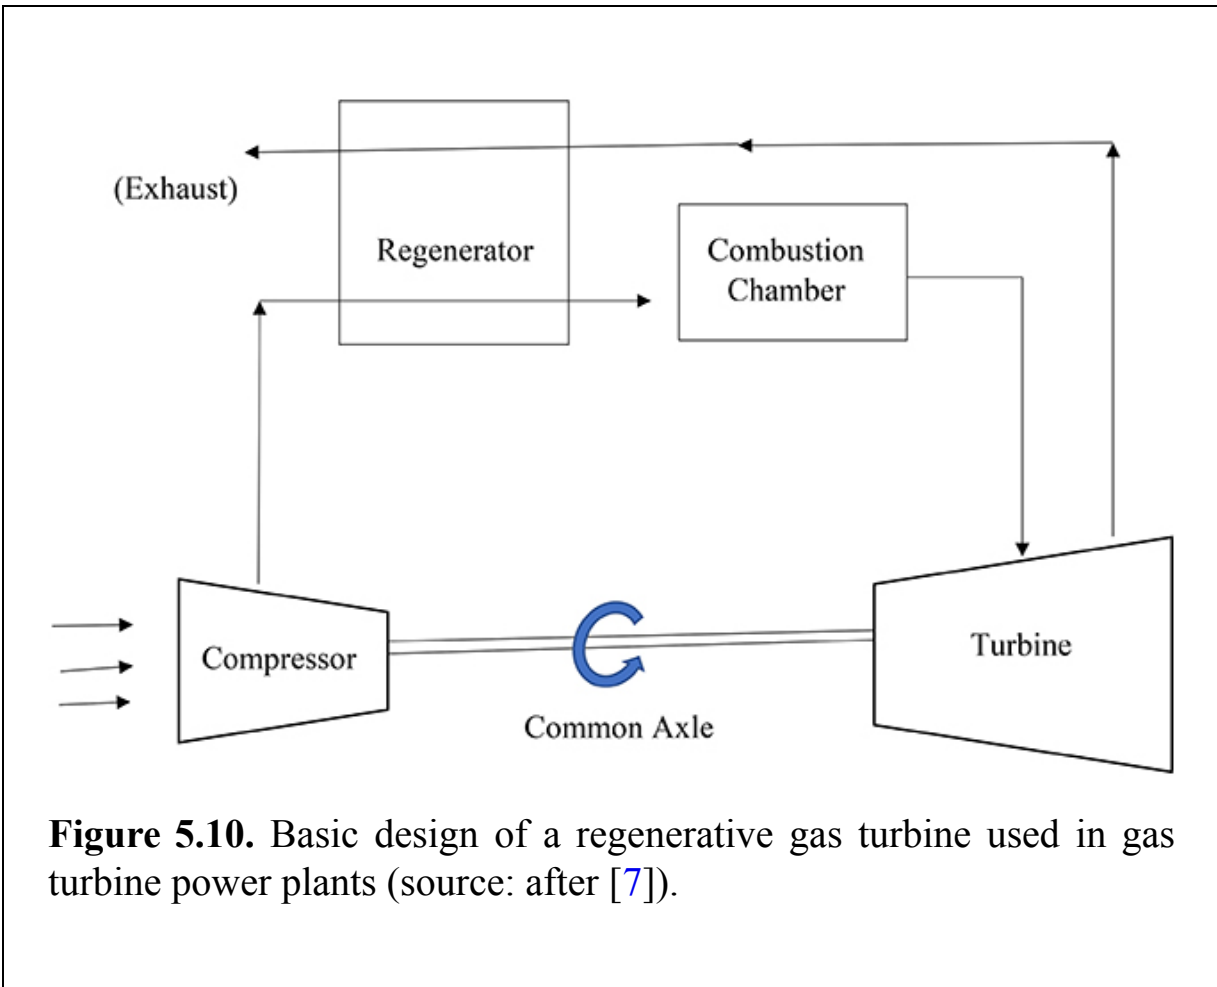 (Exhaust)
Regenerator
Combustion
Chamber
Compressor
Turbine
Common Axle
Figure 5.10. Basic design of a regenerative gas turbine used in gas
turbine power plants (source: after [7]).